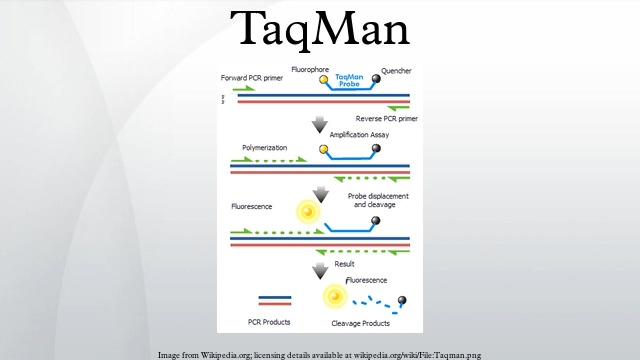 TaqMan
Fluorophore
Quencher
TaqMan
Probe
Forward PCR primer
Reverse PCR primer
Amplification Assay
Polymerization
Probe displacement
and cleavage
Fluorescence
Result
Fluorescence
PCR Products
Cleavage Products
Image from Wikipedia.org; licensing details available at wikipedia.org/wiki/File:Taqman.png